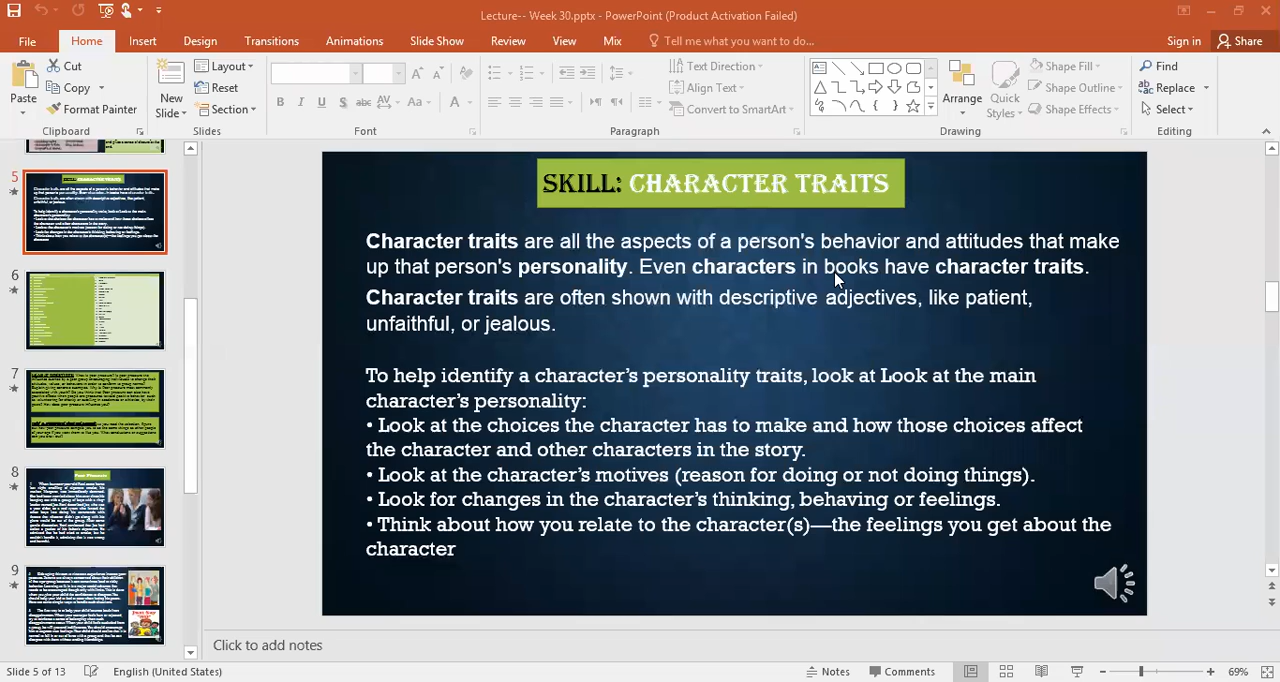 Lecture-- Week 30.pptx - PowerPoint (Product Activation Failed)
File Home Insert Design Transitions Animations Slide Show Review View Mix Tell me what you want to do... Sign in Share
Paste
Cut
Copy
Format Painter
Clipboard
New Slide
Layout
Reset
Section
Slides
Font
Text Direction
Align Text
Convert to SmartArt
Paragraph
Arrange
Quick Styles
Shape Fill
Shape Outline
Shape Effects
Drawing
Find
Replace
Select
Editing
5
6
7
8
9
SKILL: CHARACTER TRAITS
Character traits are all the aspects of a person's behavior and attitudes that make
up that person's personality. Even characters in books have character traits.
Character traits are often shown with descriptive adjectives, like patient,
unfaithful, or jealous.
To help identify a character's personality traits, look at Look at the main
character's personality:
• Look at the choices the character has to make and how those choices affect
the character and other characters in the story.
• Look at the character's motives (reason for doing or not doing things).
• Look for changes in the character's thinking, behaving or feelings.
• Think about how you relate to the character(s)—the feelings you get about the
character
Click to add notes
Slide 5 of 13 English (United States) Notes Comments 69%